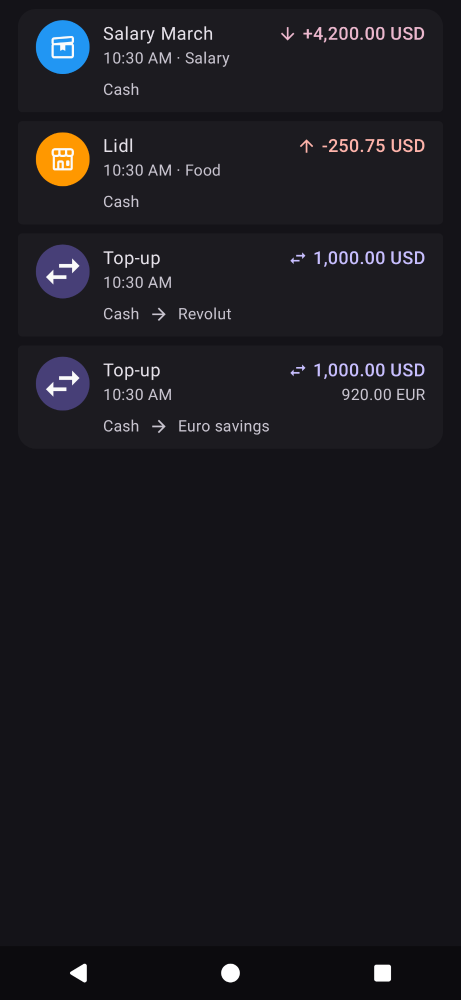 Salary March
+4,200.00 USD
10:30 AM · Salary
Cash
Lidl
-250.75 USD
10:30 AM · Food
Cash
Top-up
1,000.00 USD
10:30 AM
Cash → Revolut
Top-up
1,000.00 USD
10:30 AM
920.00 EUR
Cash → Euro savings